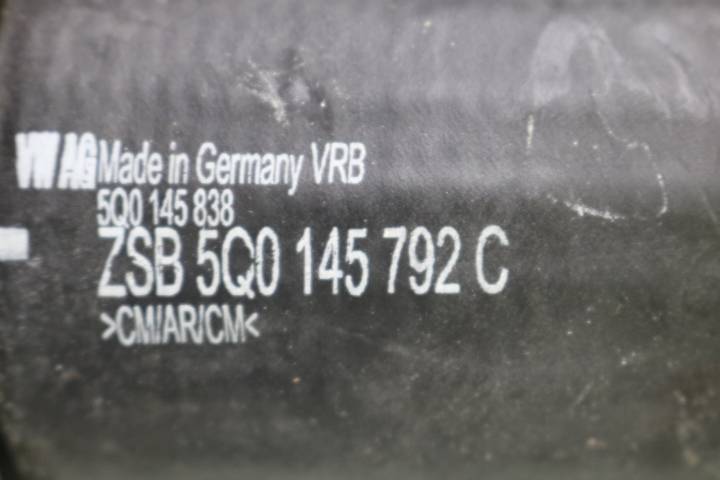 VW AG Made in Germany VRB
5Q0 145 838
ZSB 5Q0 145 792 C
>CM/AR/CM<